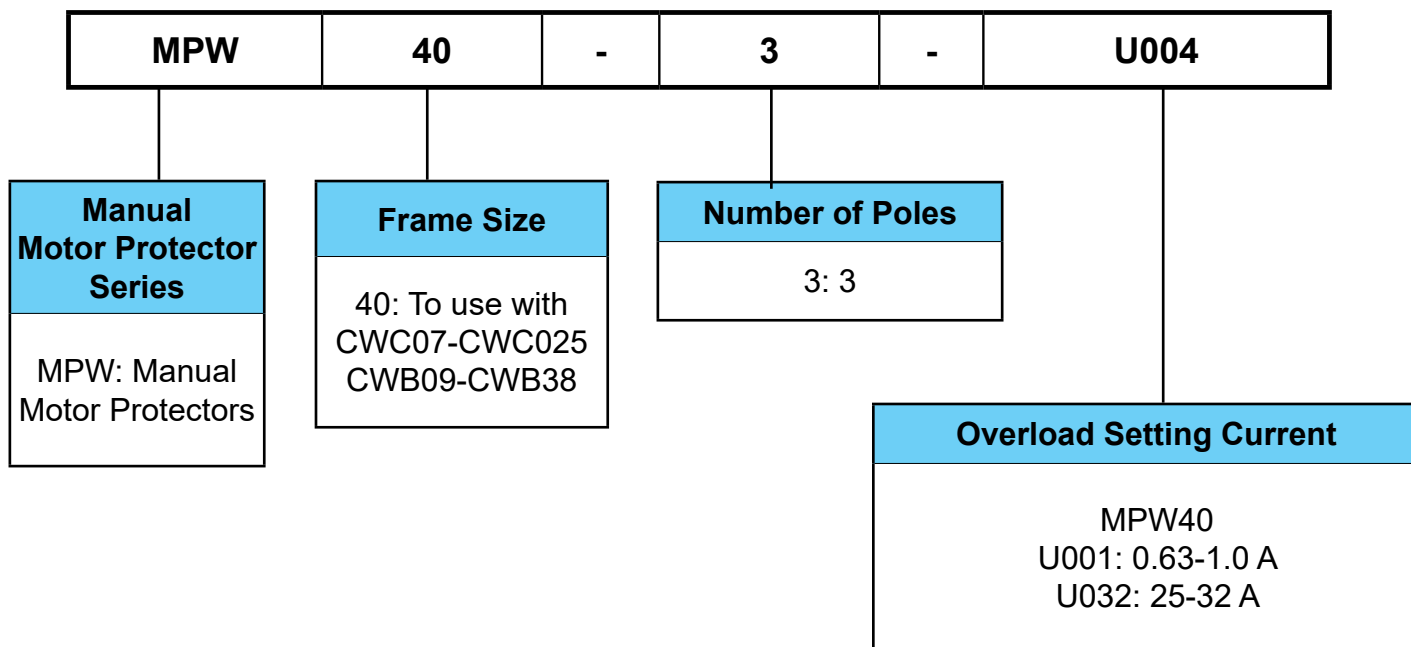 MPW 40 - 3 - U004
Manual
Motor Protector
Series
MPW: Manual
Motor Protectors
Frame Size
40: To use with
CWC07-CWC025
CWB09-CWB38
Number of Poles
3: 3
Overload Setting Current
MPW40
U001: 0.63-1.0 A
U032: 25-32 A